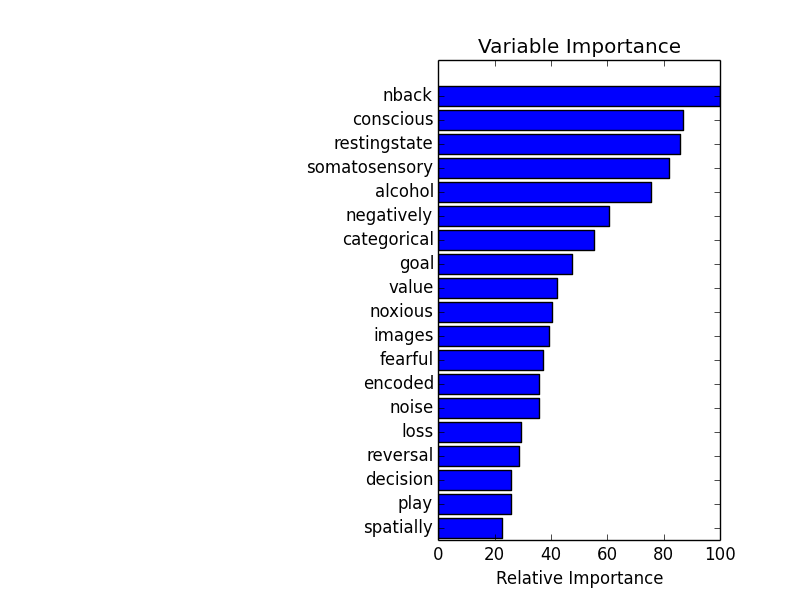 Variable Importance
nback
conscious
restingstate
somatosensory
alcohol
negatively
categorical
goal
value
noxious
images
fearful
encoded
noise
loss
reversal
decision
play
spatially
0 20 40 60 80 100
Relative Importance